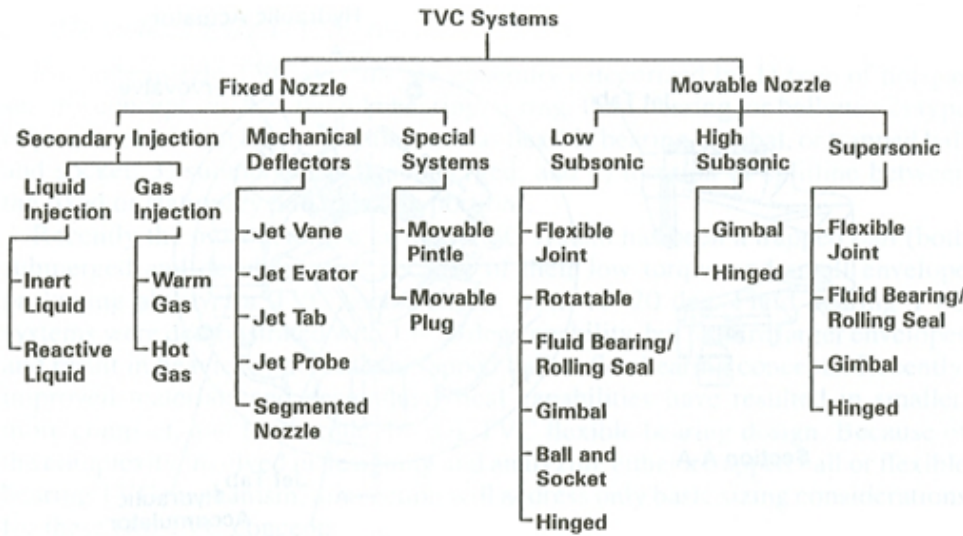 TVC Systems
Fixed Nozzle
Movable Nozzle
Secondary Injection
Mechanical
Deflectors
Special
Systems
Low
Subsonic
High
Subsonic
Supersonic
Liquid
Injection
Gas
Injection
Inert
Liquid
Reactive
Liquid
Warm
Gas
Hot
Gas
Jet Vane
Jet Evator
Jet Tab
Jet Probe
Segmented
Nozzle
Movable
Pintle
Movable
Plug
Flexible
Joint
Rotatable
Fluid Bearing/
Rolling Seal
Gimbal
Ball and
Socket
Hinged
Gimbal
Hinged
Flexible
Joint
Fluid Bearing/
Rolling Seal
Gimbal
Hinged